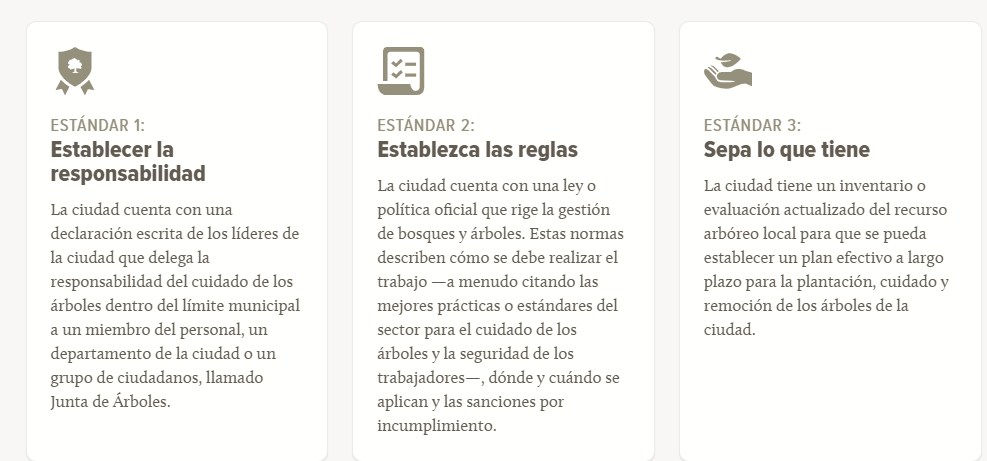 ESTÁNDAR 1:
Establecer la
responsabilidad
La ciudad cuenta con una
declaración escrita de los líderes de
la ciudad que delega la
responsabilidad del cuidado de los
árboles dentro del límite municipal
a un miembro del personal, un
departamento de la ciudad o un
grupo de ciudadanos, llamado
Junta de Árboles.
ESTÁNDAR 2:
Establezca las reglas
La ciudad cuenta con una ley o
política oficial que rige la gestión
de bosques y árboles. Estas normas
describen cómo se debe realizar el
trabajo —a menudo citando las
mejores prácticas o estándares del
sector para el cuidado de los
árboles y la seguridad de los
trabajadores—, dónde y cuándo se
aplican y las sanciones por
incumplimiento.
ESTÁNDAR 3:
Sepa lo que tiene
La ciudad tiene un inventario o
evaluación actualizado del recurso
arbóreo local para que se pueda
establecer un plan efectivo a largo
plazo para la plantación, cuidado y
remoción de los árboles de la
ciudad.